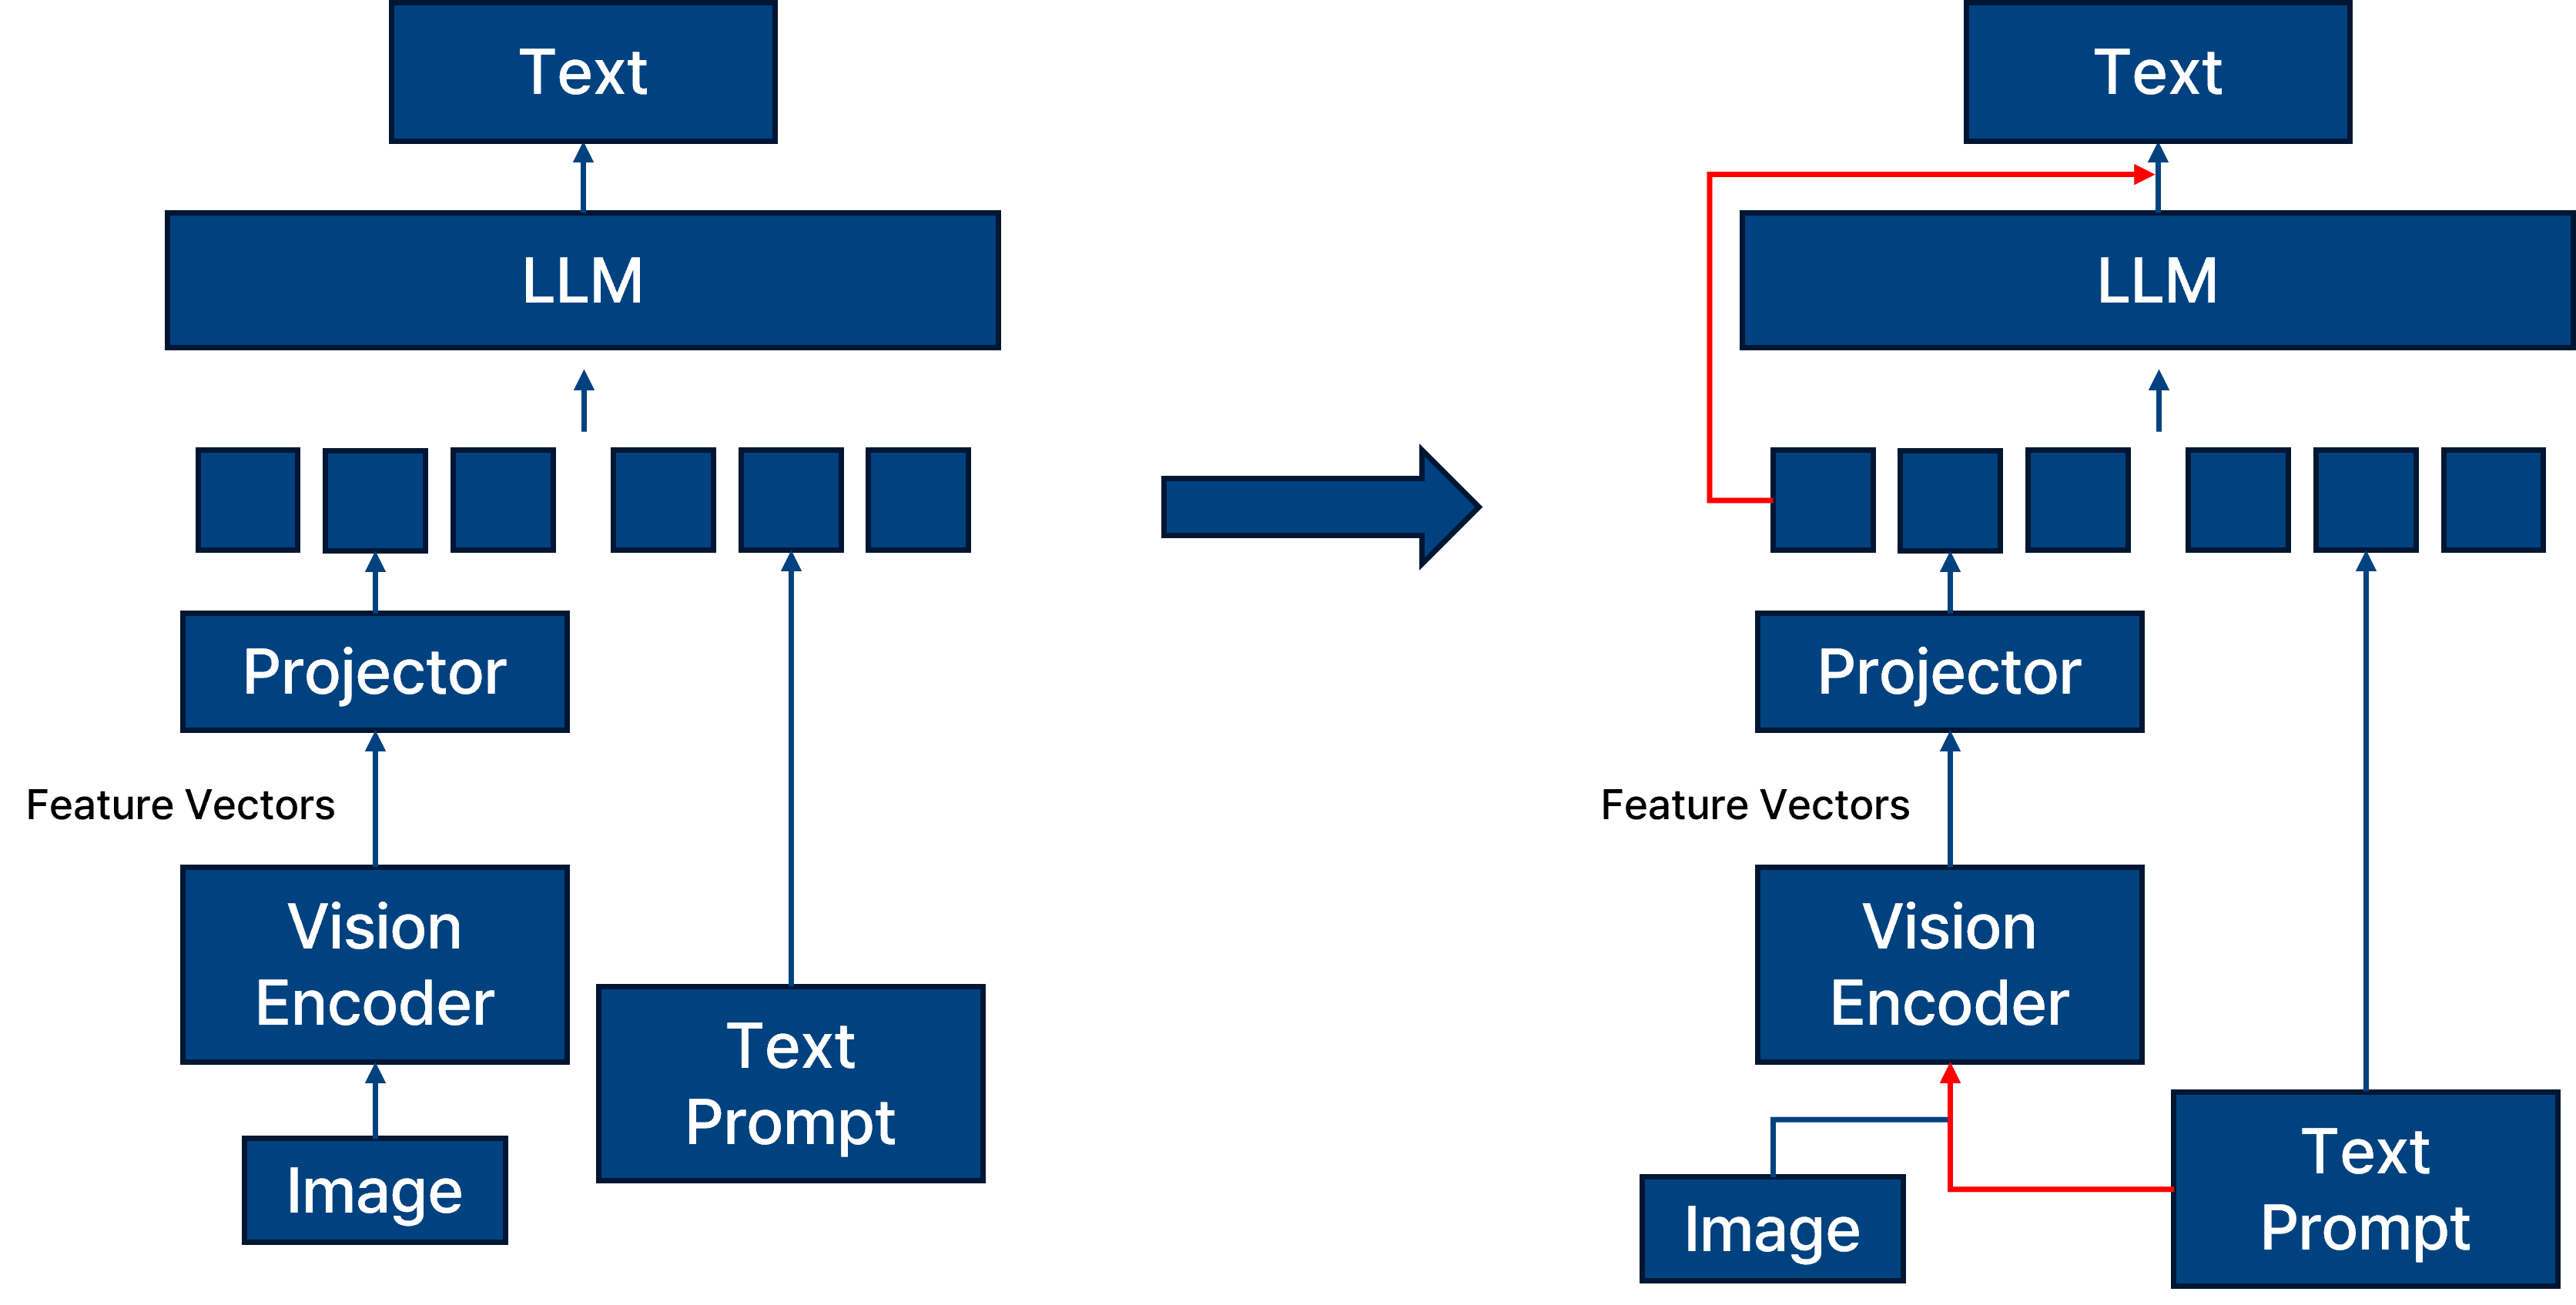 Text
LLM
Projector
Feature Vectors
Vision
Encoder
Text
Prompt
Image
Text
LLM
Projector
Feature Vectors
Vision
Encoder
Text
Prompt
Image